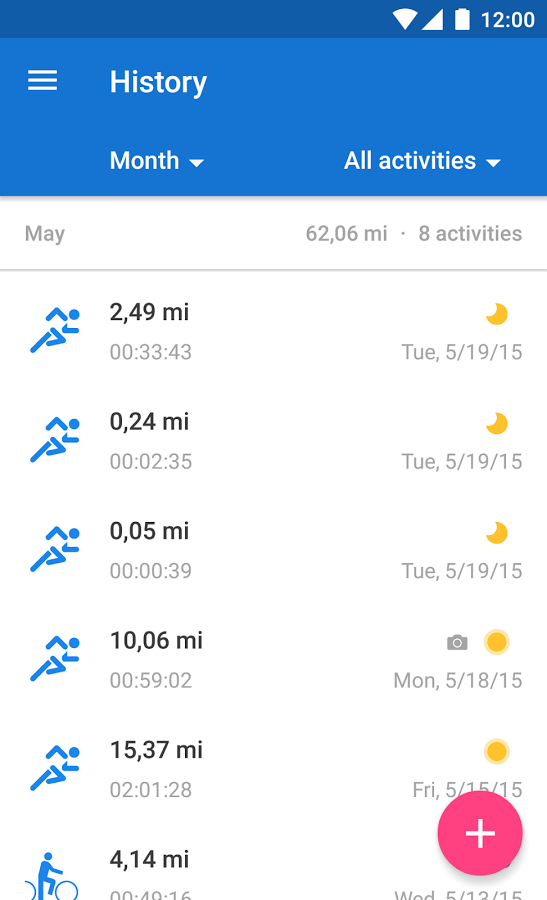 12:00
History
Month All activities
May 62,06 mi · 8 activities
2,49 mi
00:33:43 Tue, 5/19/15
0,24 mi
00:02:35 Tue, 5/19/15
0,05 mi
00:00:39 Tue, 5/19/15
10,06 mi
00:59:02 Mon, 5/18/15
15,37 mi
02:01:28 Fri, 5/15/15
4,14 mi
00:49:16 Wed, 5/13/15